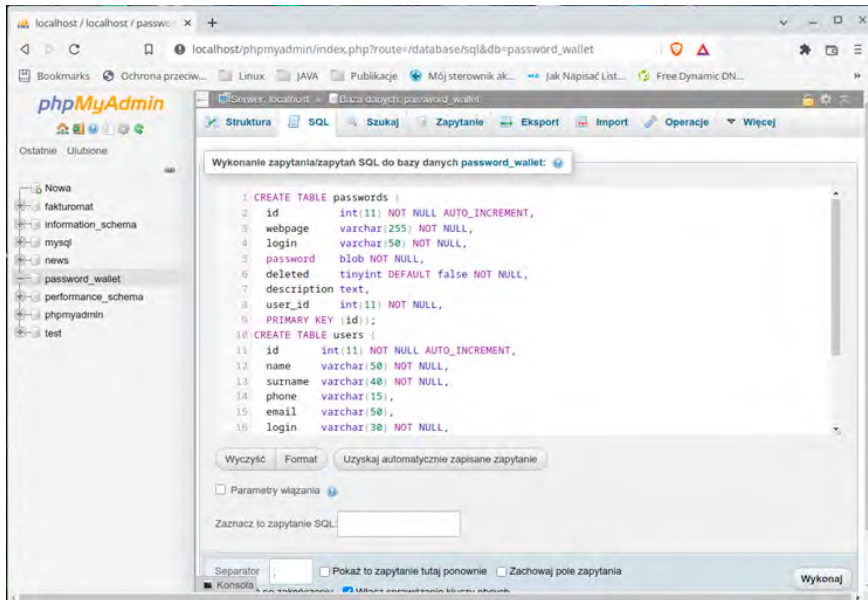 localhost / localhost / passwo
localhost/phpmyadmin/index.php?route=/database/sql&db=password_wallet
Bookmarks Ochrona przeciw... Linux JAVA Publikacje Mój sterownik ak... Jak Napisać List... Free Dynamic DN...
phpMyAdmin
Ostatnie Ulubione
Nowa
fakturomat
information_schema
mysql
news
password_wallet
performance_schema
phpmyadmin
test
Serwer: localhost » Baza danych: password_wallet
Struktura SQL Szukaj Zapytanie Eksport Import Operacje Więcej
Wykonanie zapytania/zapytań SQL do bazy danych password_wallet:
1 CREATE TABLE passwords (
2 id int(11) NOT NULL AUTO_INCREMENT,
3 webpage varchar(255) NOT NULL,
4 login varchar(50) NOT NULL,
5 password blob NOT NULL,
6 deleted tinyint DEFAULT false NOT NULL,
7 description text,
8 user_id int(11) NOT NULL,
9 PRIMARY KEY (id));
10 CREATE TABLE users (
11 id int(11) NOT NULL AUTO_INCREMENT,
12 name varchar(50) NOT NULL,
13 surname varchar(40) NOT NULL,
14 phone varchar(15),
15 email varchar(50),
16 login varchar(30) NOT NULL,
Wyczyść Format Uzyskaj automatycznie zapisane zapytanie
Parametry wiązania
Zaznacz to zapytanie SQL:
Separator ; Pokaż to zapytanie tutaj ponownie Zachowaj pole zapytania
Wykonaj
Konsola po zakończeniu Włącz sprawdzanie kluczy obcych